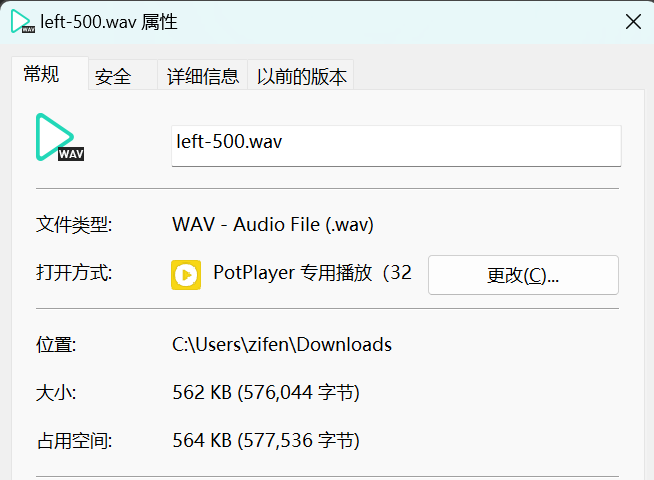 left-500.wav 属性
常规 安全 详细信息 以前的版本
WAV
left-500.wav
文件类型: WAV - Audio File (.wav)
打开方式: PotPlayer 专用播放（32 更改(C)...
位置: C:\Users\zifen\Downloads
大小: 562 KB (576,044 字节)
占用空间: 564 KB (577,536 字节)